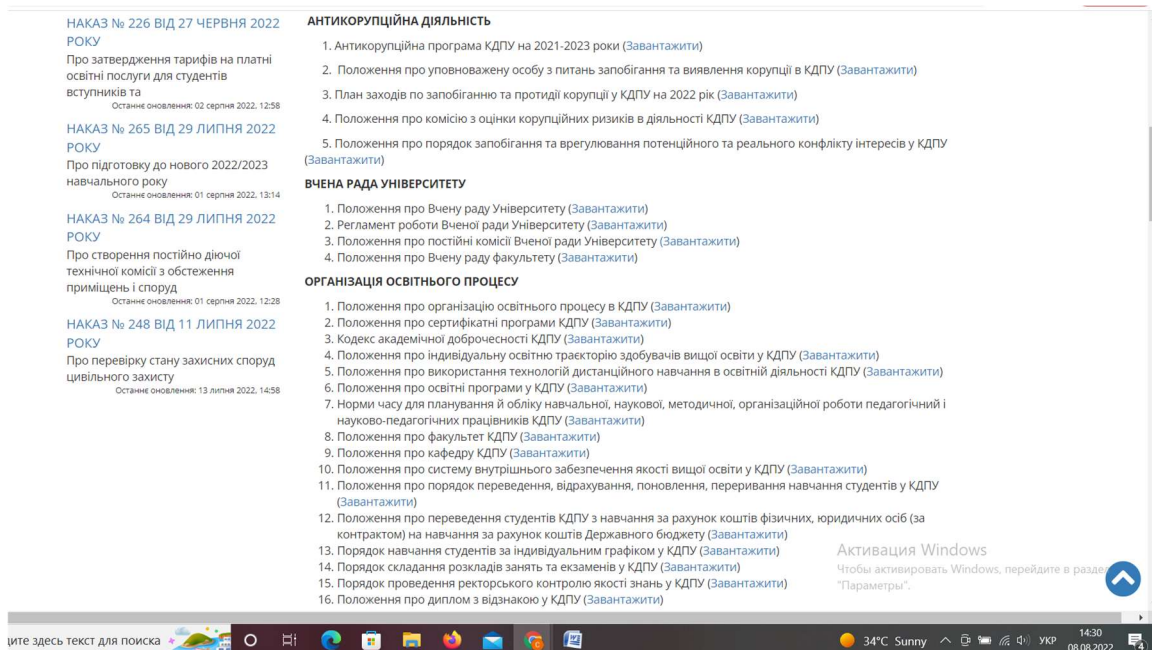 НАКАЗ № 226 ВІД 27 ЧЕРВНЯ 2022
РОКУ
Про затвердження тарифів на платні
освітні послуги для студентів
вступників та
Останнє оновлення: 02 серпня 2022, 12:58
НАКАЗ № 265 ВІД 29 ЛИПНЯ 2022
РОКУ
Про підготовку до нового 2022/2023
навчального року
Останнє оновлення: 01 серпня 2022, 13:14
НАКАЗ № 264 ВІД 29 ЛИПНЯ 2022
РОКУ
Про створення постійно діючої
технічної комісії з обстеження
приміщень і споруд
Останнє оновлення: 01 серпня 2022, 12:28
НАКАЗ № 248 ВІД 11 ЛИПНЯ 2022
РОКУ
Про перевірку стану захисних споруд
цивільного захисту
Останнє оновлення: 13 липня 2022, 14:58
АНТИКОРУПЦІЙНА ДІЯЛЬНІСТЬ
1. Антикорупційна програма КДПУ на 2021-2023 роки (Завантажити)
2. Положення про уповноважену особу з питань запобігання та виявлення корупції в КДПУ (Завантажити)
3. План заходів по запобіганню та протидії корупції у КДПУ на 2022 рік (Завантажити)
4. Положення про комісію з оцінки корупційних ризиків в діяльності КДПУ (Завантажити)
5. Положення про порядок запобігання та врегулювання потенційного та реального конфлікту інтересів у КДПУ
(Завантажити)
ВЧЕНА РАДА УНІВЕРСИТЕТУ
1. Положення про Вчену раду Університету (Завантажити)
2. Регламент роботи Вченої ради Університету (Завантажити)
3. Положення про постійні комісії Вченої ради Університету (Завантажити)
4. Положення про Вчену раду факультету (Завантажити)
ОРГАНІЗАЦІЯ ОСВІТНЬОГО ПРОЦЕСУ
1. Положення про організацію освітнього процесу в КДПУ (Завантажити)
2. Положення про сертифікатні програми КДПУ (Завантажити)
3. Кодекс академічної доброчесності КДПУ (Завантажити)
4. Положення про індивідуальну освітню траєкторію здобувачів вищої освіти у КДПУ (Завантажити)
5. Положення про використання технологій дистанційного навчання в освітній діяльності КДПУ (Завантажити)
6. Положення про освітні програми у КДПУ (Завантажити)
7. Норми часу для планування й обліку навчальної, наукової, методичної, організаційної роботи педагогічний і
науково-педагогічних працівників КДПУ (Завантажити)
8. Положення про факультет КДПУ (Завантажити)
9. Положення про кафедру КДПУ (Завантажити)
10. Положення про систему внутрішнього забезпечення якості вищої освіти у КДПУ (Завантажити)
11. Положення про порядок переведення, відрахування, поновлення, переривання навчання студентів у КДПУ
(Завантажити)
12. Положення про переведення студентів КДПУ з навчання за рахунок коштів фізичних, юридичних осіб (за
контрактом) на навчання за рахунок коштів Державного бюджету (Завантажити)
13. Порядок навчання студентів за індивідуальним графіком у КДПУ (Завантажити)
14. Порядок складання розкладів занять та екзаменів у КДПУ (Завантажити)
15. Порядок проведення ректорського контролю якості знань у КДПУ (Завантажити)
16. Положення про диплом з відзнакою у КДПУ (Завантажити)
Активация Windows
Чтобы активировать Windows, перейдите в разде
"Параметры".
дите здесь текст для поиска
34°C Sunny
УКР
14:30
08.08.2022